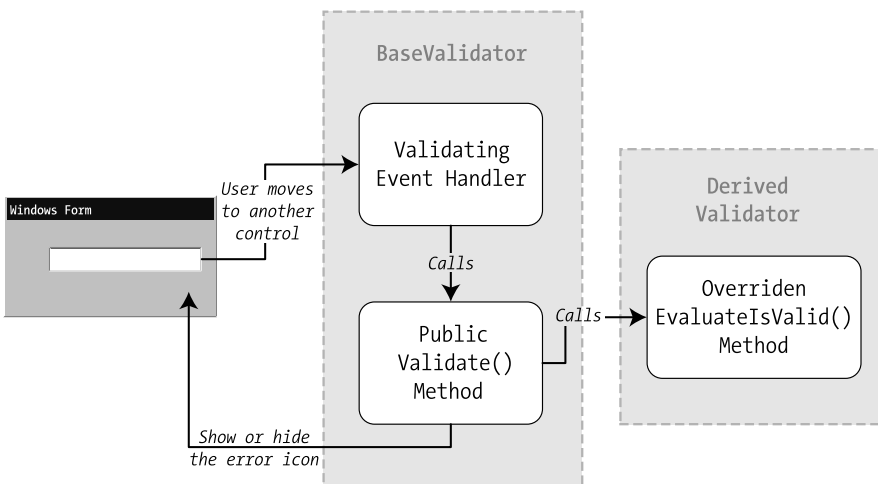 BaseValidator
Validating
Event Handler
Derived
Validator
User moves
to another
control
Windows Form
Calls
Overriden
EvaluateIsValid()
Method
Calls
Public
Validate()
Method
Show or hide
the error icon